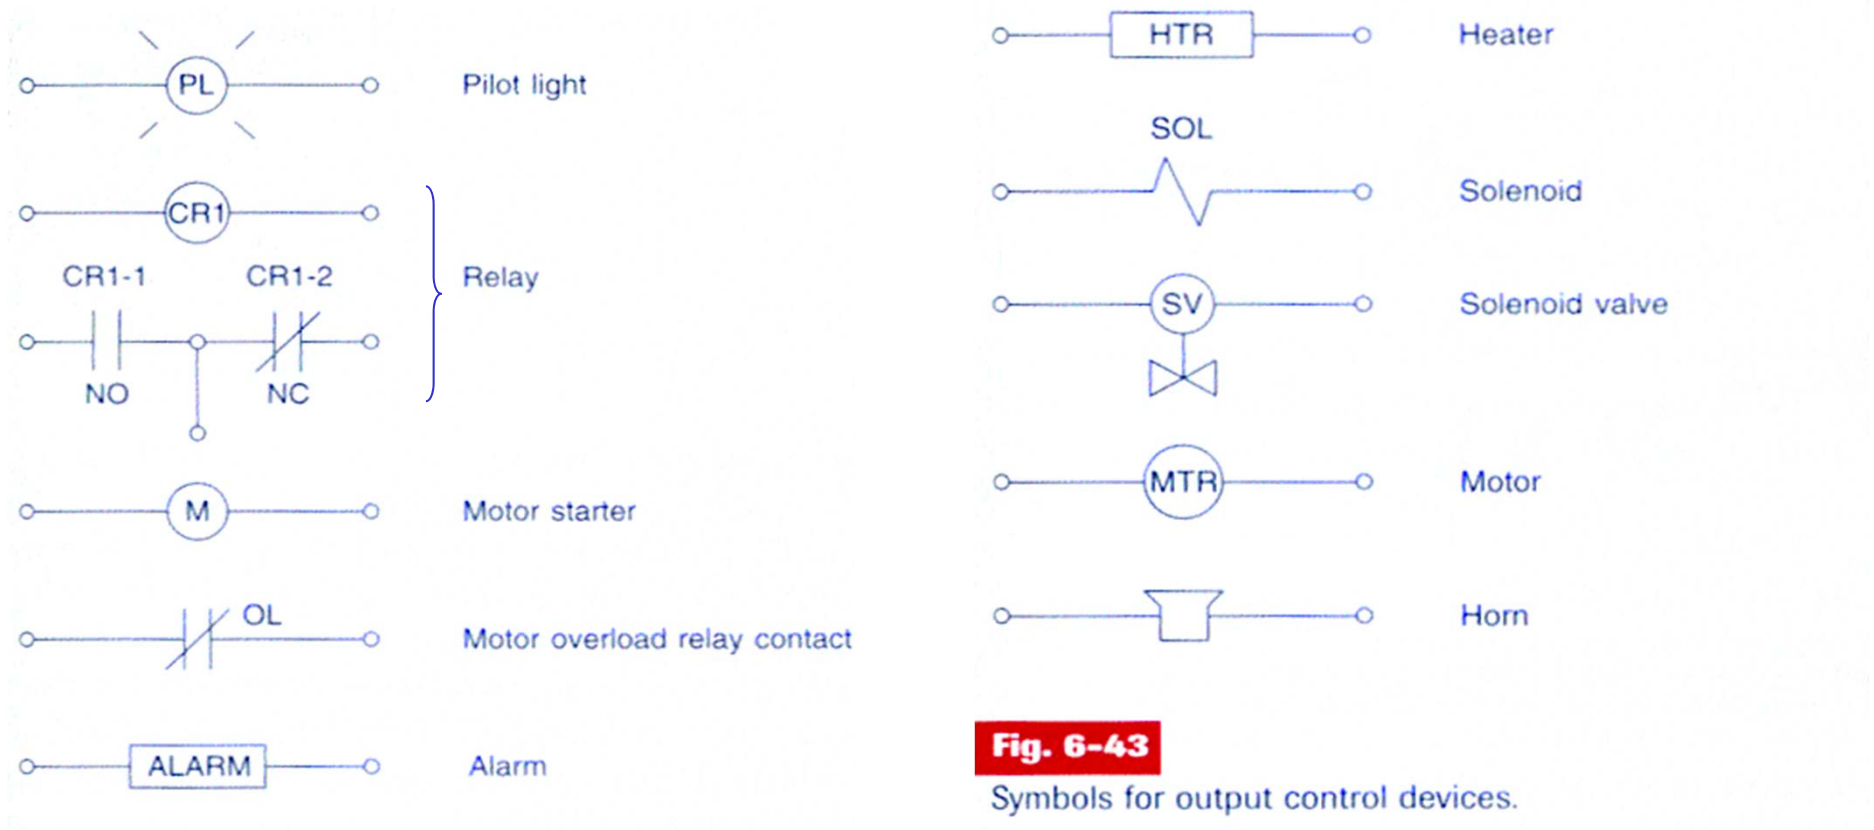 PL
Pilot light
CR1
CR1-1
CR1-2
Relay
NO
NC
M
Motor starter
OL
Motor overload relay contact
ALARM
Alarm
HTR
Heater
SOL
Solenoid
SV
Solenoid valve
MTR
Motor
Horn
Fig. 6-43
Symbols for output control devices.